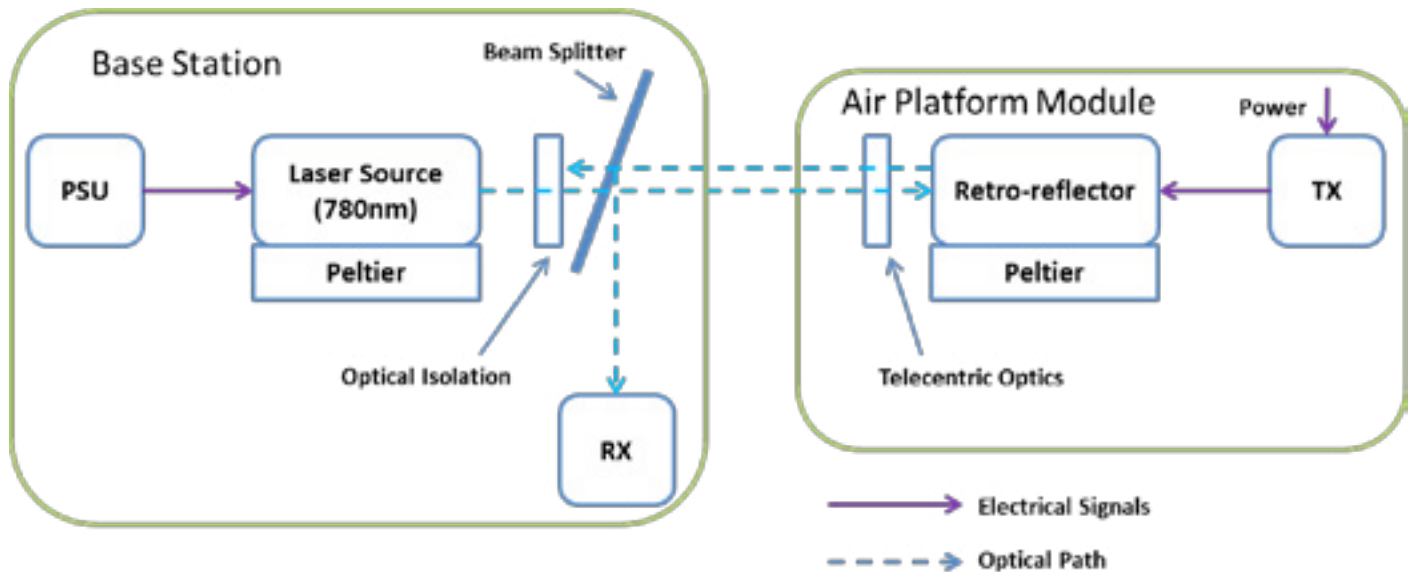 Base Station
Beam Splitter
PSU
Laser Source
(780nm)
Peltier
Optical Isolation
RX
Air Platform Module
Power
Retro-reflector
TX
Peltier
Telecentric Optics
Electrical Signals
Optical Path